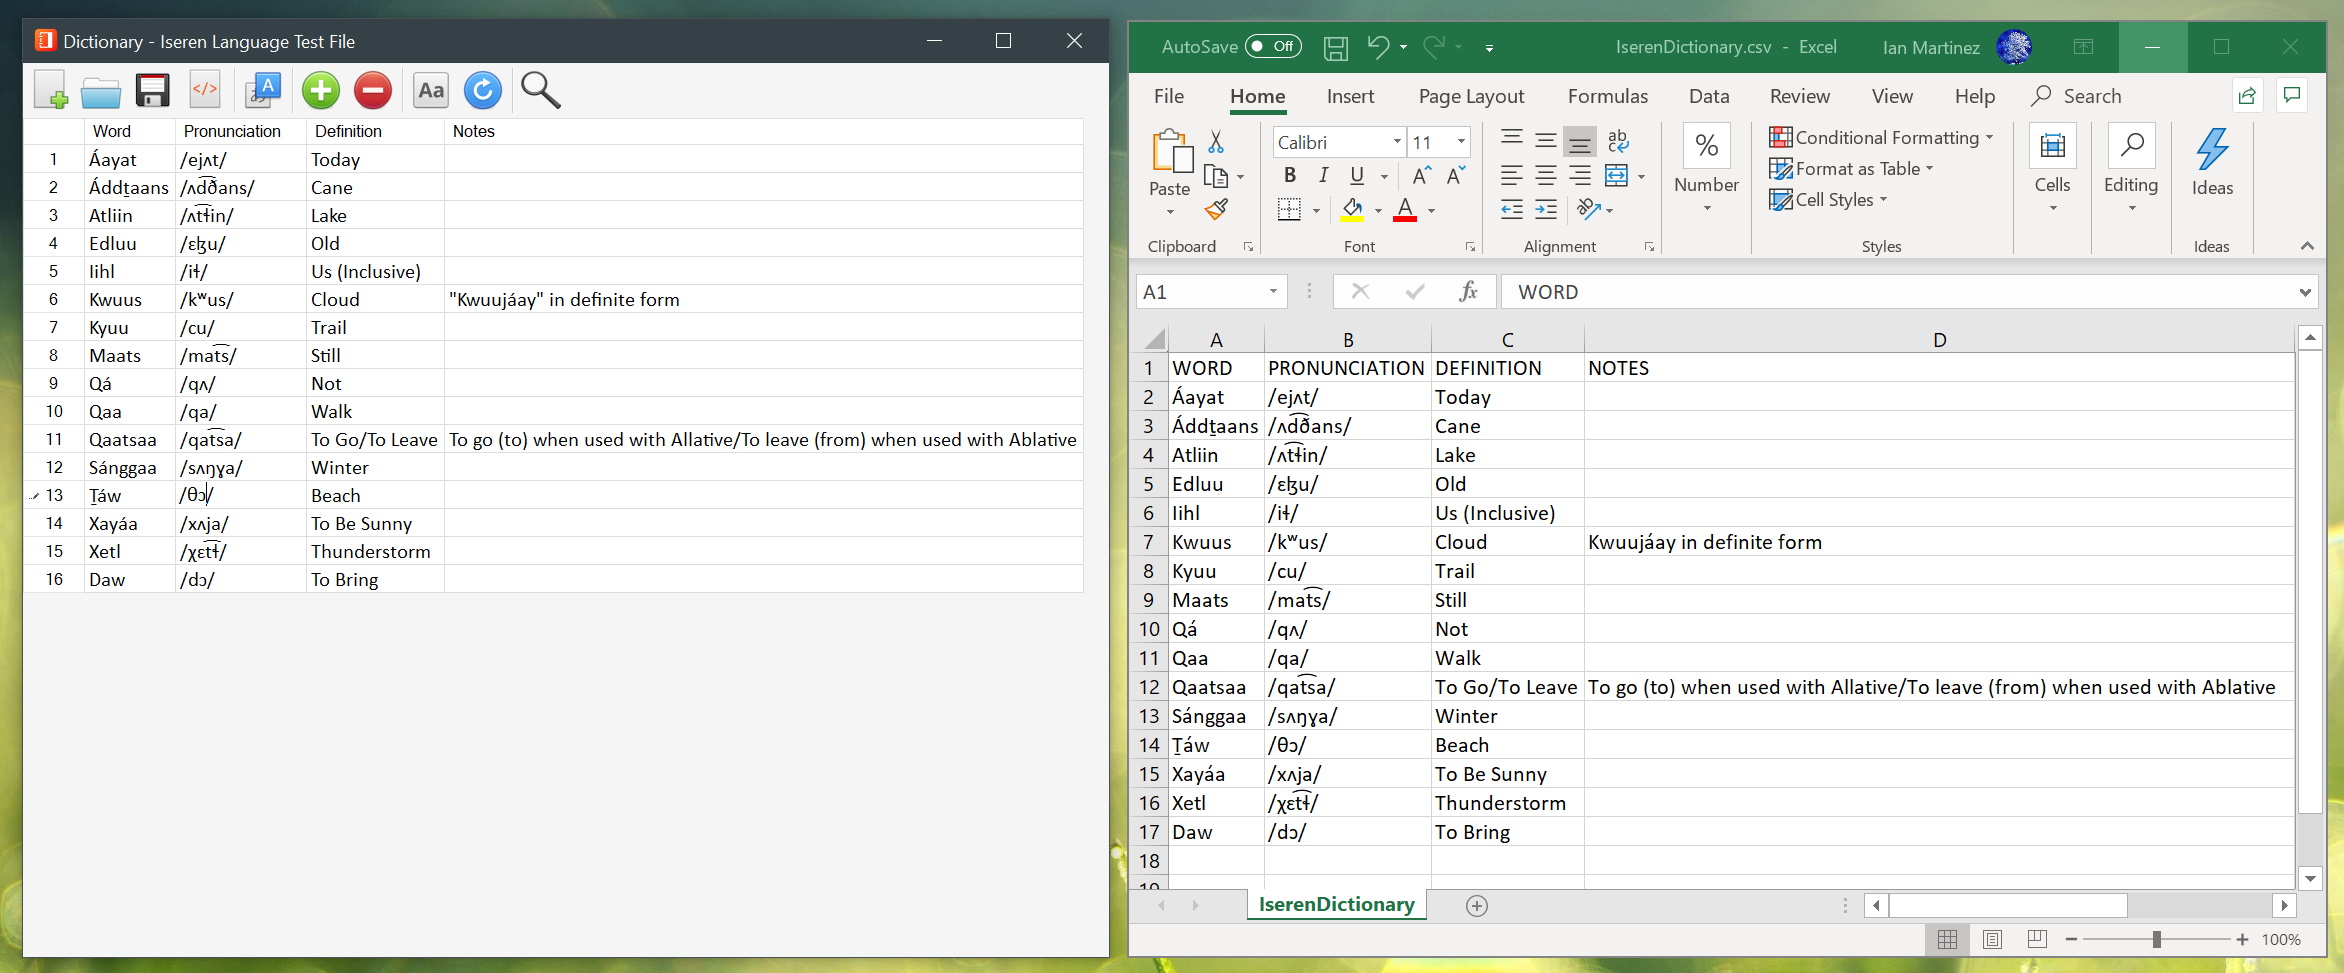 Dictionary - Iseren Language Test File
</>
A
Aa
Word Pronunciation Definition Notes
1 Áayat /ejʌt/ Today
2 Áddṯaans /ʌd͡ðans/ Cane
3 Atliin /ʌt͡ɬin/ Lake
4 Edluu /ɛɮu/ Old
5 Iihl /iɬ/ Us (Inclusive)
6 Kwuus /kʷus/ Cloud "Kwuujáay" in definite form
7 Kyuu /cu/ Trail
8 Maats /mat͡s/ Still
9 Qá /qʌ/ Not
10 Qaa /qa/ Walk
11 Qaatsaa /qat͡sa/ To Go/To Leave To go (to) when used with Allative/To leave (from) when used with Ablative
12 Sánggaa /sʌŋɣa/ Winter
13 Ṯáw /θɔ/ Beach
14 Xayáa /xʌja/ To Be Sunny
15 Xetl /χɛt͡ɬ/ Thunderstorm
16 Daw /dɔ/ To Bring
AutoSave Off IserenDictionary.csv - Excel Ian Martinez
File Home Insert Page Layout Formulas Data Review View Help Search
Paste
Clipboard
Calibri 11
B I U A A
A
Font
ab
c
Alignment
%
Number
Conditional Formatting
Format as Table
Cell Styles
Styles
Cells
Editing
Ideas
Ideas
A1 fx WORD
A B C D
1 WORD PRONUNCIATION DEFINITION NOTES
2 Áayat /ejʌt/ Today
3 Áddṯaans /ʌd͡ðans/ Cane
4 Atliin /ʌt͡ɬin/ Lake
5 Edluu /ɛɮu/ Old
6 Iihl /iɬ/ Us (Inclusive)
7 Kwuus /kʷus/ Cloud Kwuujáay in definite form
8 Kyuu /cu/ Trail
9 Maats /mat͡s/ Still
10 Qá /qʌ/ Not
11 Qaa /qa/ Walk
12 Qaatsaa /qat͡sa/ To Go/To Leave To go (to) when used with Allative/To leave (from) when used with Ablative
13 Sánggaa /sʌŋɣa/ Winter
14 Ṯáw /θɔ/ Beach
15 Xayáa /xʌja/ To Be Sunny
16 Xetl /χɛt͡ɬ/ Thunderstorm
17 Daw /dɔ/ To Bring
18
19
IserenDictionary
100%